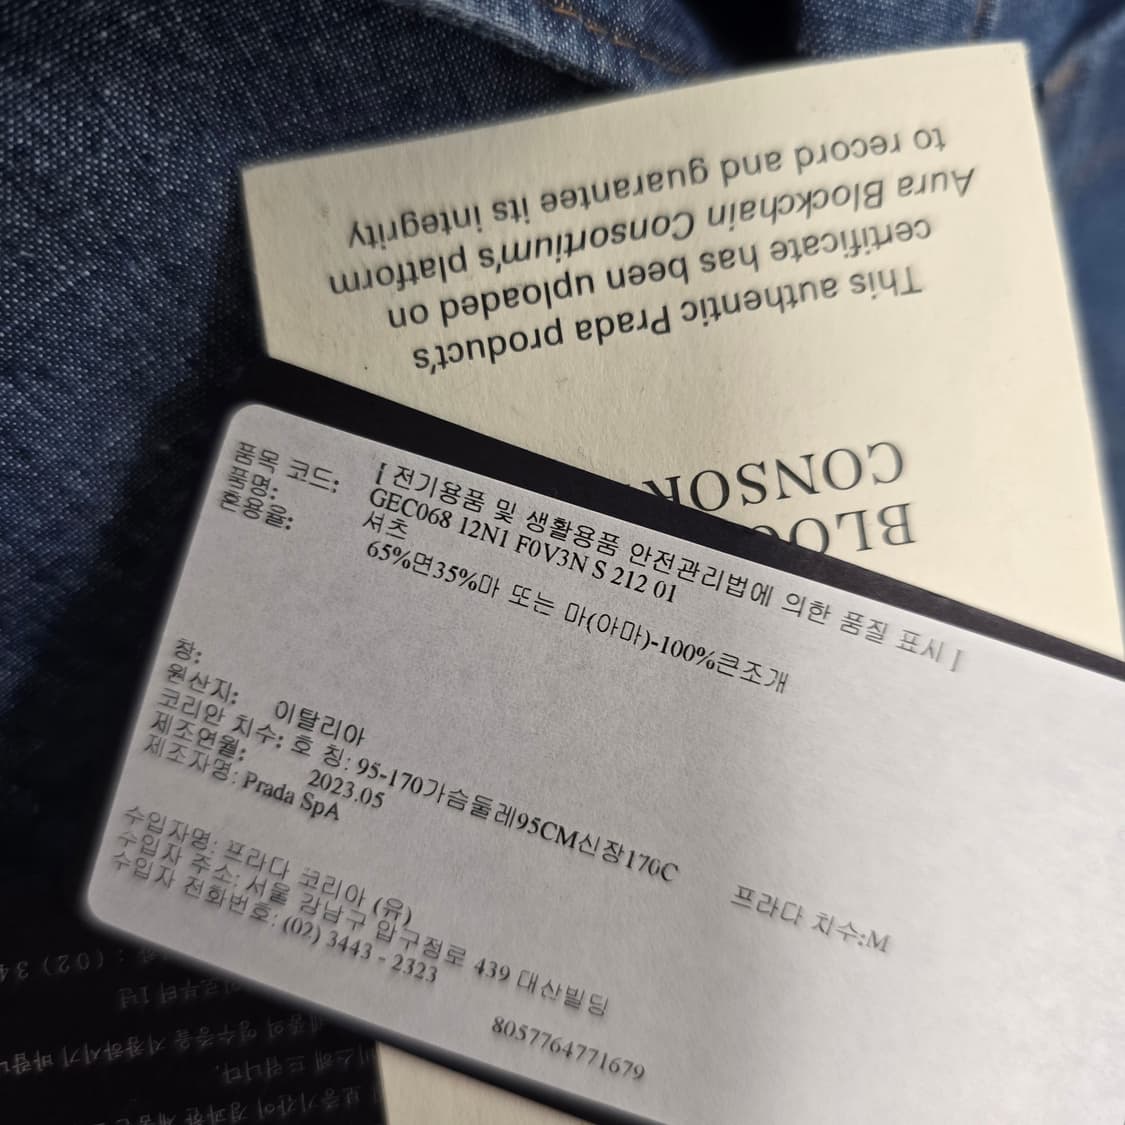 to record and guarantee its integrity
Aura Blockchain Consortium's platform
certificate has been uploaded on
This authentic Prada product's
CONSOR
BLOC
[ 전기용품 및 생활용품 안전관리법에 의한 품질 표시 ]
품목 코드: GEC068 12N1 F0V3N S 212 01
품명: 셔츠
혼용율: 65%면35%마 또는 마(아마)-100%큰조개
창:
원산지: 이탈리아
코리안 치수: 호 칭: 95-170가슴둘레95CM신장170C 프라다 치수:M
제조연월: 2023.05
제조자명: Prada SpA
수입자명: 프라다 코리아 (유)
수입자 주소: 서울 강남구 압구정로 439 대산빌딩
수입자 전화번호: (02) 3443 - 2323
8057764771679